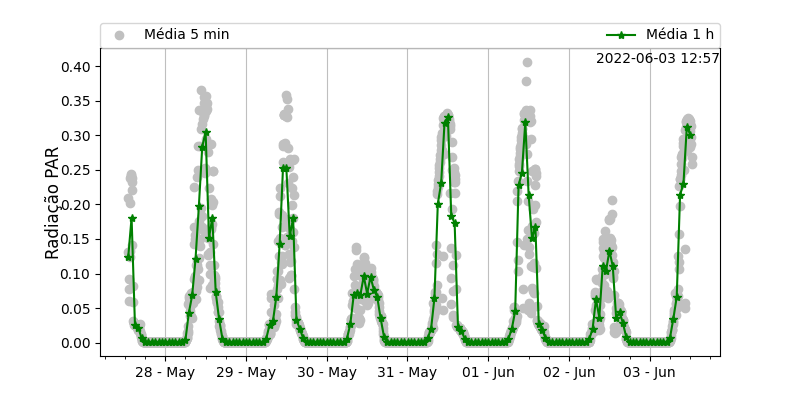 Média 5 min
Média 1 h
2022-06-03 12:57
Radiação PAR
0.40
0.35
0.30
0.25
0.20
0.15
0.10
0.05
0.00
28 - May
29 - May
30 - May
31 - May
01 - Jun
02 - Jun
03 - Jun